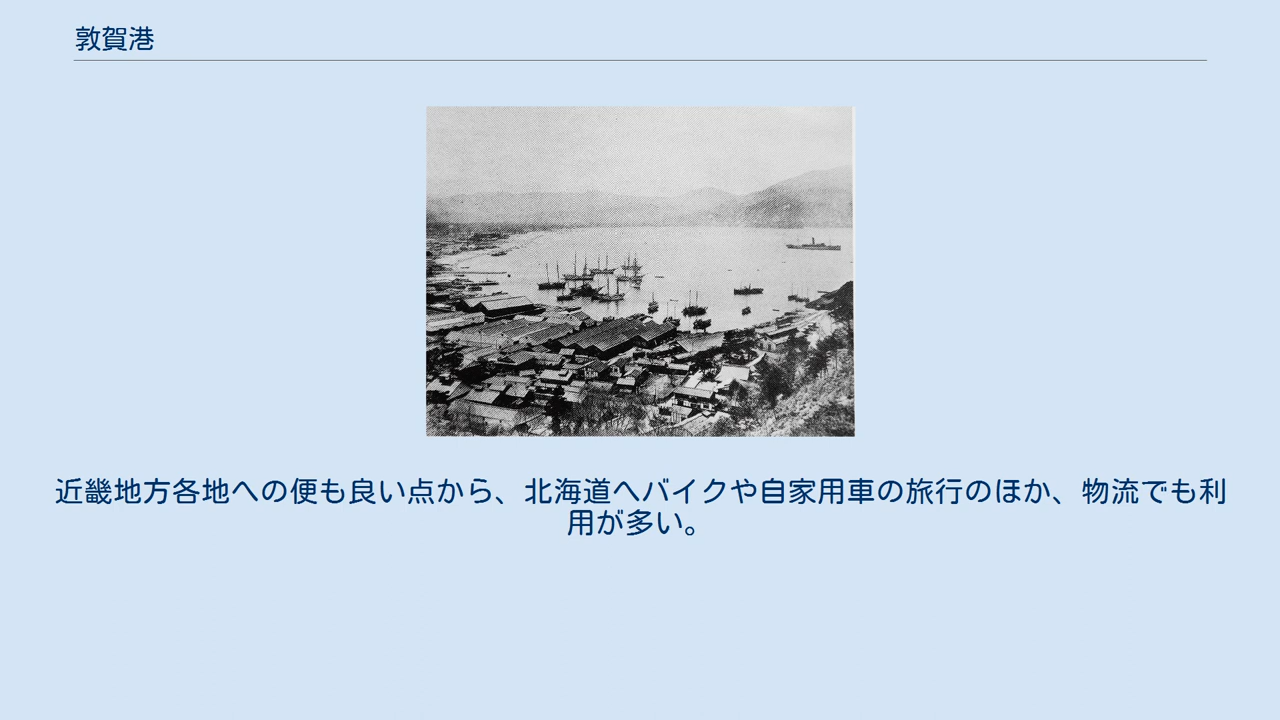 敦賀港
近畿地方各地への便も良い点から、北海道へバイクや自家用車の旅行のほか、物流でも利
用が多い。